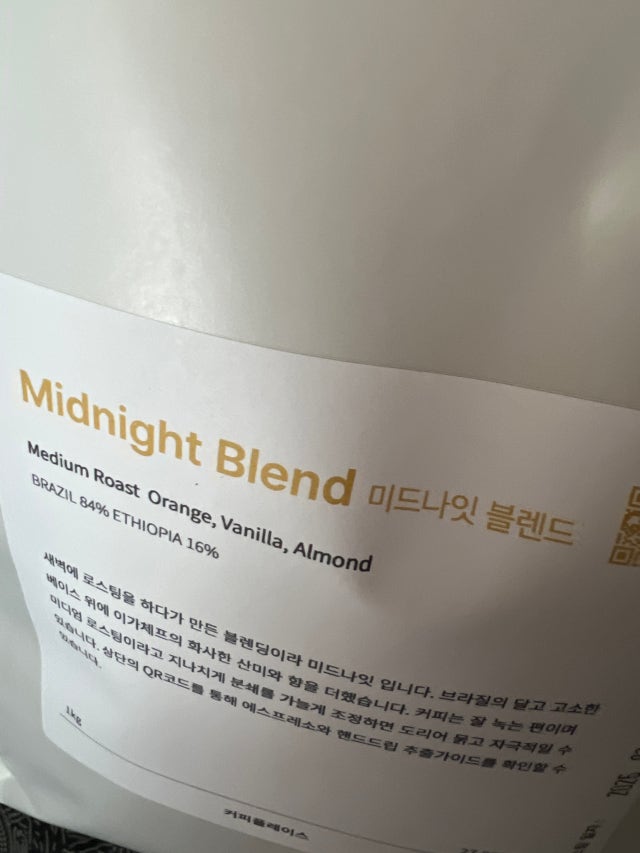 Midnight Blend 미드나잇 블렌드
Medium Roast Orange, Vanilla, Almond
BRAZIL 84% ETHIOPIA 16%
새벽에 로스팅을 하다가 만든 블렌딩이라 미드나잇 입니다. 브라질의 달고 고소한
베이스 위에 이가체프의 화사한 산미와 향을 더했습니다. 커피는 잘 녹는 편이며
미디엄 로스팅이라고 지나치게 분쇄를 가늘게 조정하면 도리어 묽고 자극적일 수
있습니다. 상단의 QR코드를 통해 에스프레소와 핸드드립 추출가이드를 확인할 수
있습니다.
1kg
커피플레이스
2025